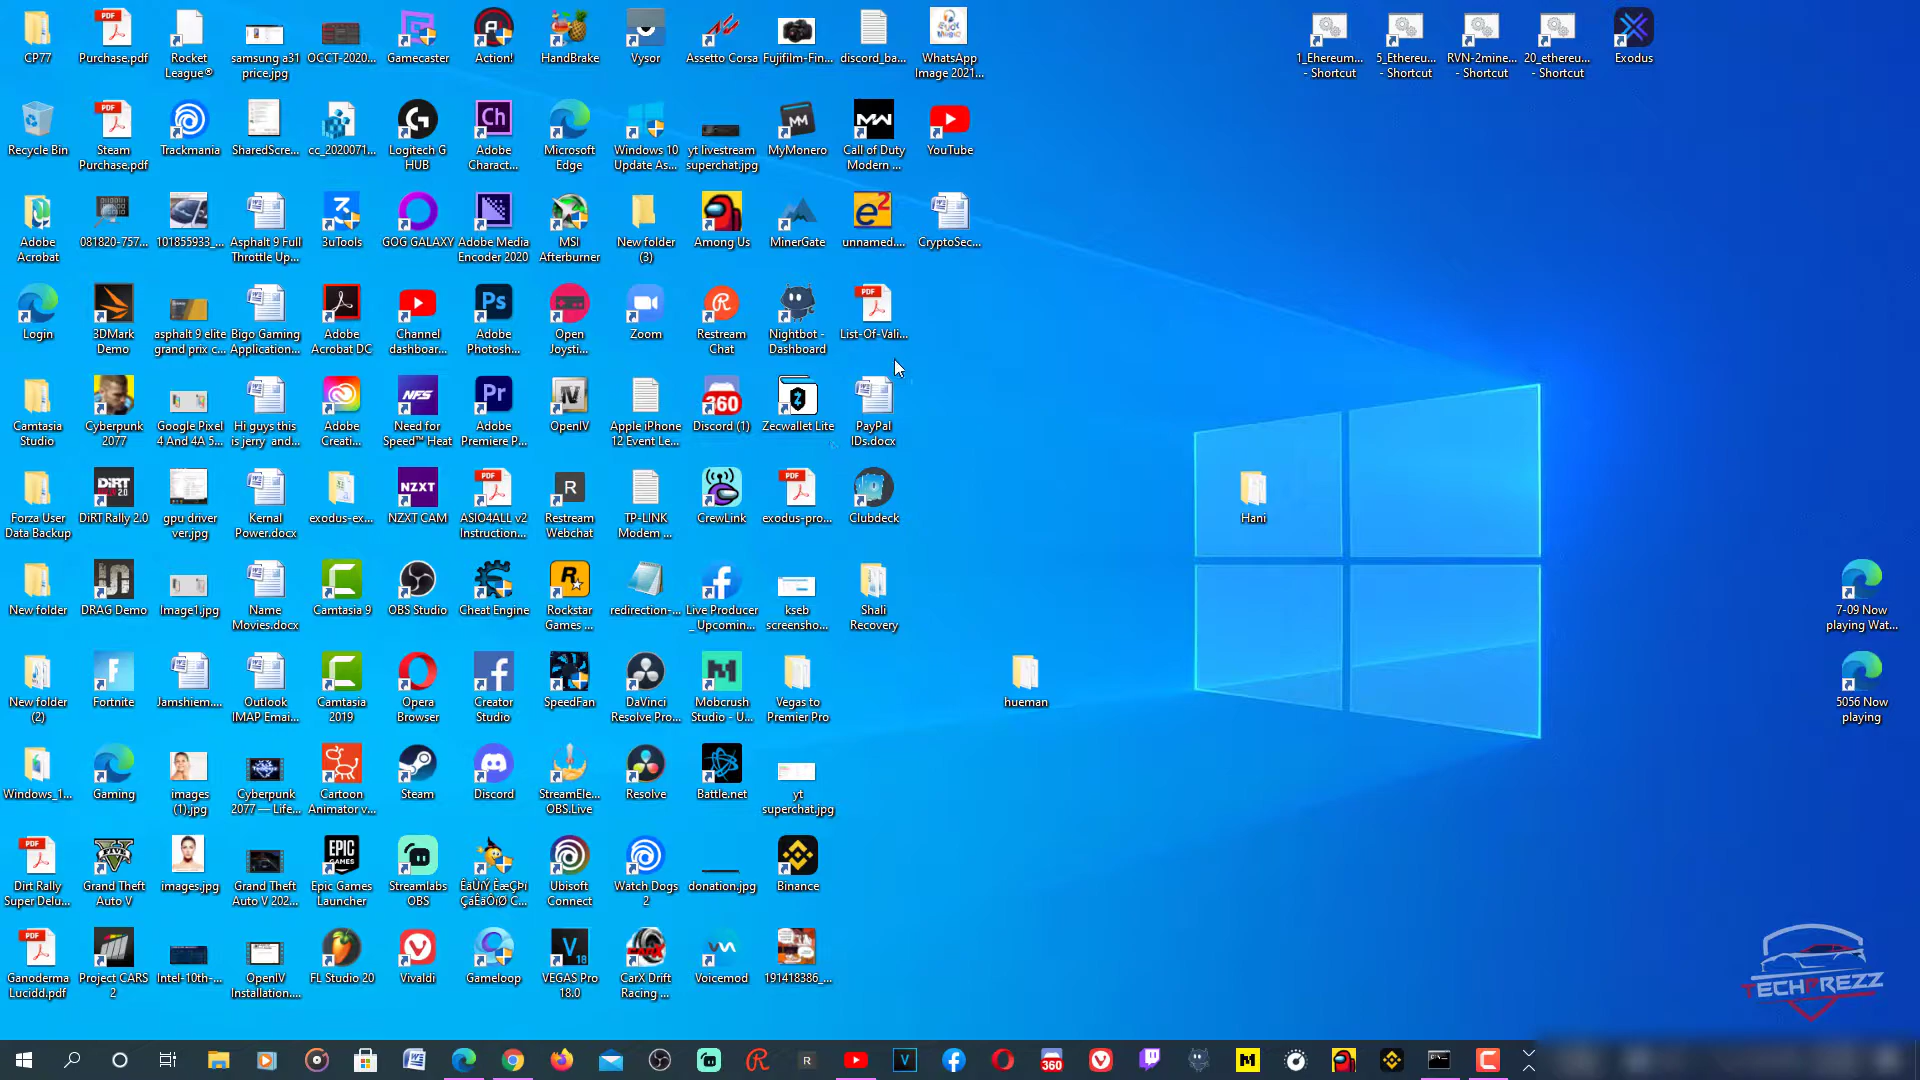 CP77
Purchase.pdf
Rocket
League®
samsung a31
price.jpg
OCCT-2020...
Gamecaster
Action!
HandBrake
Vysor
Assetto Corsa
Fujifilm-Fin...
discord_ba...
WhatsApp
Image 2021...
1_Ethereum...
- Shortcut
5_Ethereu...
- Shortcut
RVN-2mine...
- Shortcut
20_ethereu...
- Shortcut
Exodus
Recycle Bin
Steam
Purchase.pdf
Trackmania
SharedScre...
cc_2020071...
Logitech G
HUB
Adobe
Charact...
Microsoft
Edge
Windows 10
Update As...
yt livestream
superchat.jpg
MyMonero
Call of Duty
Modern ...
YouTube
Adobe
Acrobat
081820-757...
101855933_...
Asphalt 9 Full
Throttle Up...
3uTools
GOG GALAXY
Adobe Media
Encoder 2020
MSI
Afterburner
New folder
(3)
Among Us
MinerGate
unnamed....
CryptoSec...
Login
3DMark
Demo
asphalt 9 elite
grand prix c...
Bigo Gaming
Application...
Adobe
Acrobat DC
Channel
dashboar...
Adobe
Photosh...
Open
Joysti...
Zoom
Restream
Chat
Nightbot -
Dashboard
List-Of-Vali...
Camtasia
Studio
Cyberpunk
2077
Google Pixel
4 And 4A 5...
Hi guys this
is jerry and...
Adobe
Creati...
Need for
Speed™ Heat
Adobe
Premiere P...
OpenIV
Apple iPhone
12 Event Le...
Discord (1)
Zecwallet Lite
PayPal
IDs.docx
Forza User
Data Backup
DiRT Rally 2.0
gpu driver
ver.jpg
Kernal
Power.docx
exodus-ex...
NZXT CAM
ASIO4ALL v2
Instruction...
Restream
Webchat
TP-LINK
Modem ...
CrewLink
exodus-pro...
Clubdeck
Hani
New folder
DRAG Demo
Image1.jpg
Name
Movies.docx
Camtasia 9
OBS Studio
Cheat Engine
Rockstar
Games ...
redirection-...
Live Producer
_ Upcomin...
kseb
screensho...
Shali
Recovery
7-09 Now
playing Wat...
New folder
(2)
Fortnite
Jamshiem....
Outlook
IMAP Emai...
Camtasia
2019
Opera
Browser
Creator
Studio
SpeedFan
DaVinci
Resolve Pro...
Mobcrush
Studio - U...
Vegas to
Premier Pro
hueman
5056 Now
playing
Windows_1...
Gaming
images
(1).jpg
Cyberpunk
2077 — Life...
Cartoon
Animator v...
Steam
Discord
StreamEle...
OBS.Live
Resolve
Battle.net
yt
superchat.jpg
Dirt Rally
Super Delu...
Grand Theft
Auto V
images.jpg
Grand Theft
Auto V 202...
Epic Games
Launcher
Streamlabs
OBS
Ubisoft
Connect
Watch Dogs
2
donation.jpg
Binance
Ganoderma
Lucidd.pdf
Project CARS
2
Intel-10th-...
OpenIV
Installation....
FL Studio 20
Vivaldi
Gameloop
VEGAS Pro
18.0
CarX Drift
Racing ...
Voicemod
191418386_...
TECHPREZZ